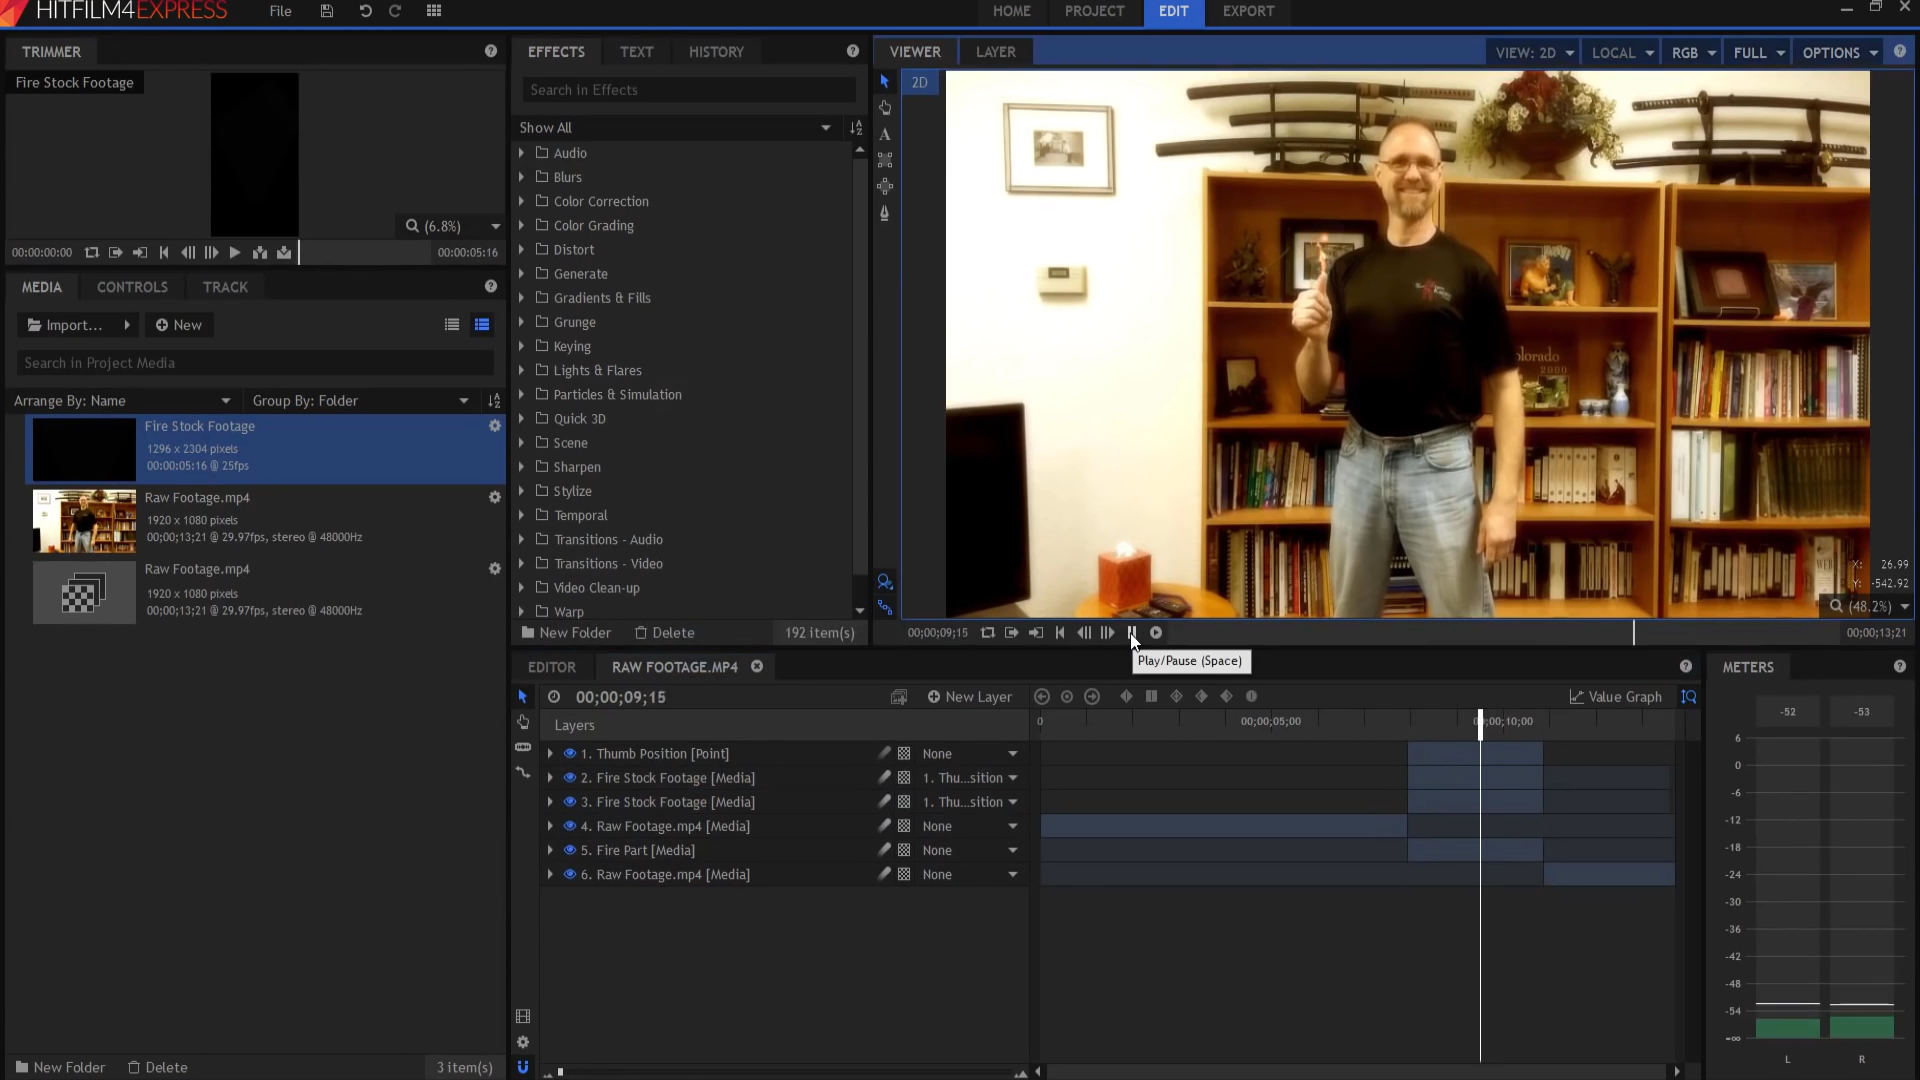 HITFILM4EXPRESS
File
HOME
PROJECT
EDIT
EXPORT
TRIMMER
Fire Stock Footage
(6.8%)
00:00:00:00
00:00:05:16
MEDIA
CONTROLS
TRACK
Import...
New
Search in Project Media
Arrange By: Name
Group By: Folder
Fire Stock Footage
1296 x 2304 pixels
00:00:05:16 @ 25fps
Raw Footage.mp4
1920 x 1080 pixels
00;00;13;21 @ 29.97fps, stereo @ 48000Hz
Raw Footage.mp4
1920 x 1080 pixels
00;00;13;21 @ 29.97fps, stereo @ 48000Hz
New Folder
Delete
3 item(s)
EFFECTS
TEXT
HISTORY
Search in Effects
Show All
Audio
Blurs
Color Correction
Color Grading
Distort
Generate
Gradients & Fills
Grunge
Keying
Lights & Flares
Particles & Simulation
Quick 3D
Scene
Sharpen
Stylize
Temporal
Transitions - Audio
Transitions - Video
Video Clean-up
Warp
New Folder
Delete
192 item(s)
VIEWER
LAYER
VIEW: 2D
LOCAL
RGB
FULL
OPTIONS
2D
A
olorado
2000
WEB
X: 26.99
Y: -542.92
(48.2%)
00;00;09;15
00;00;13;21
Play/Pause (Space)
EDITOR
RAW FOOTAGE.MP4
00;00;09;15
New Layer
Value Graph
Layers
0
00;00;05;00
00;00;10;00
1. Thumb Position [Point]
None
2. Fire Stock Footage [Media]
1. Thu...sition
3. Fire Stock Footage [Media]
1. Thu...sition
4. Raw Footage.mp4 [Media]
None
5. Fire Part [Media]
None
6. Raw Footage.mp4 [Media]
None
METERS
-52
-53
6
0
-6
-12
-18
-24
-30
-36
-42
-48
-54
-∞
L
R